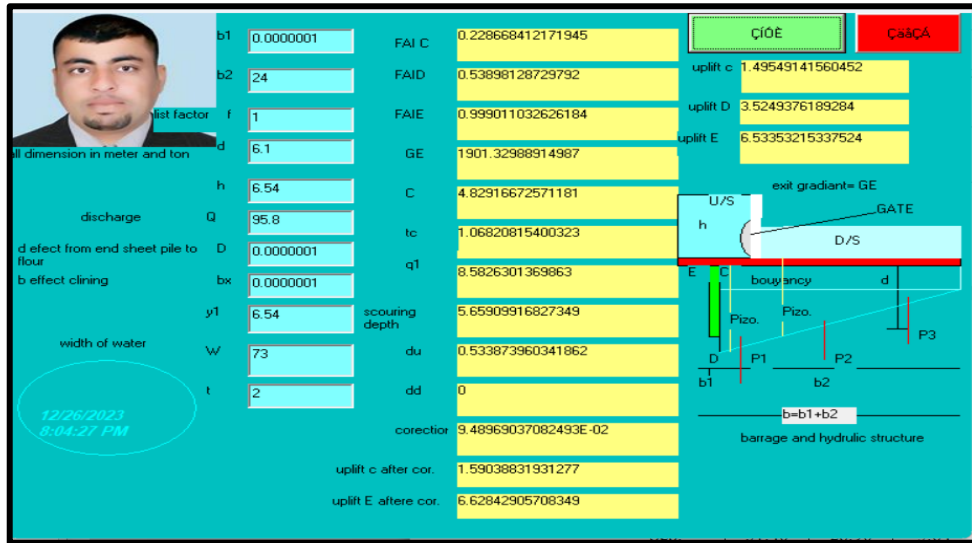 b1 0.0000001 FAI C 0.228668412171945 ÇÍÓÈ ÇäåÇÁ
b2 24 FAID 0.53898128729792 uplift c 1.49549141560452
list factor f 1 FAIE 0.999011032626184 uplift D 3.5249376189284
ll dimension in meter and ton d 6.1 GE 1901.32988914987 uplift E 6.53353215337524
h 6.54 C 4.82916672571181 exit gradiant= GE
discharge Q 95.8 tc 1.06820815400323
d efect from end sheet pile to flour D 0.0000001 q1 8.5826301369863
b effect clining bx 0.0000001
y1 6.54 scouring depth 5.65909916827349
width of water W 73 du 0.533873960341862
t 2 dd 0
12/26/2023
8:04:27 PM
corection 9.48969037082493E-02
uplift c after cor. 1.59038831931277
uplift E aftere cor. 6.62842905708349
U/S
h
GATE
D/S
E C bouyancy d
Pizo. Pizo.
P3
D P1 P2
b1 b2
b=b1+b2
barrage and hydrulic structure